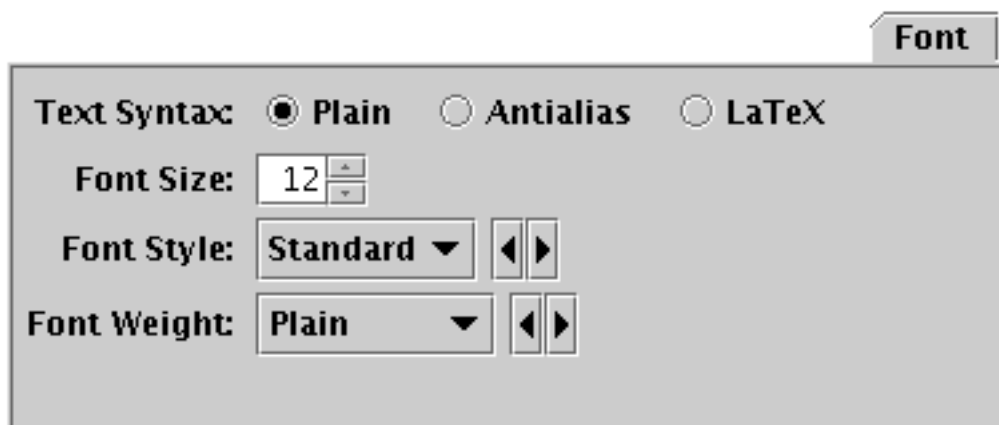 Font
Text Syntax: Plain Antialias LaTeX
Font Size: 12
Font Style: Standard
Font Weight: Plain